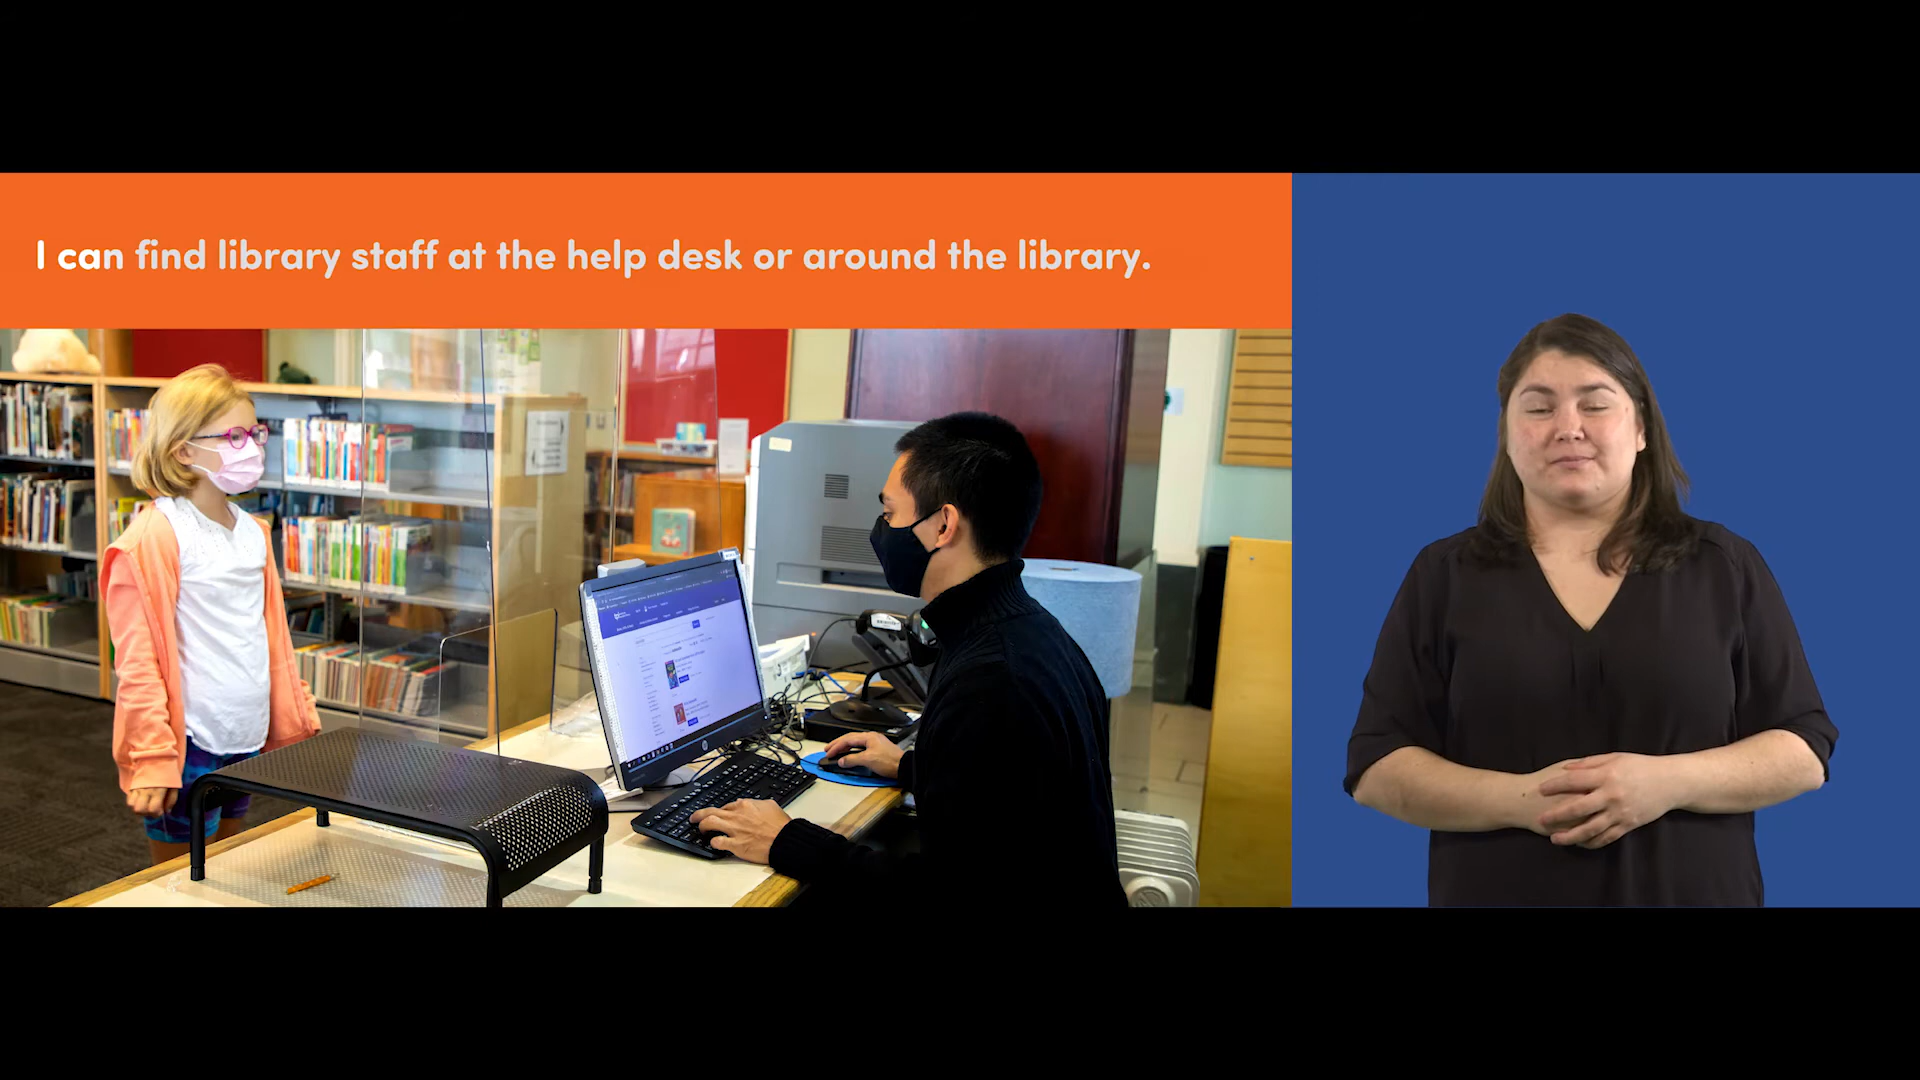 I can find library staff at the help desk or around the library.